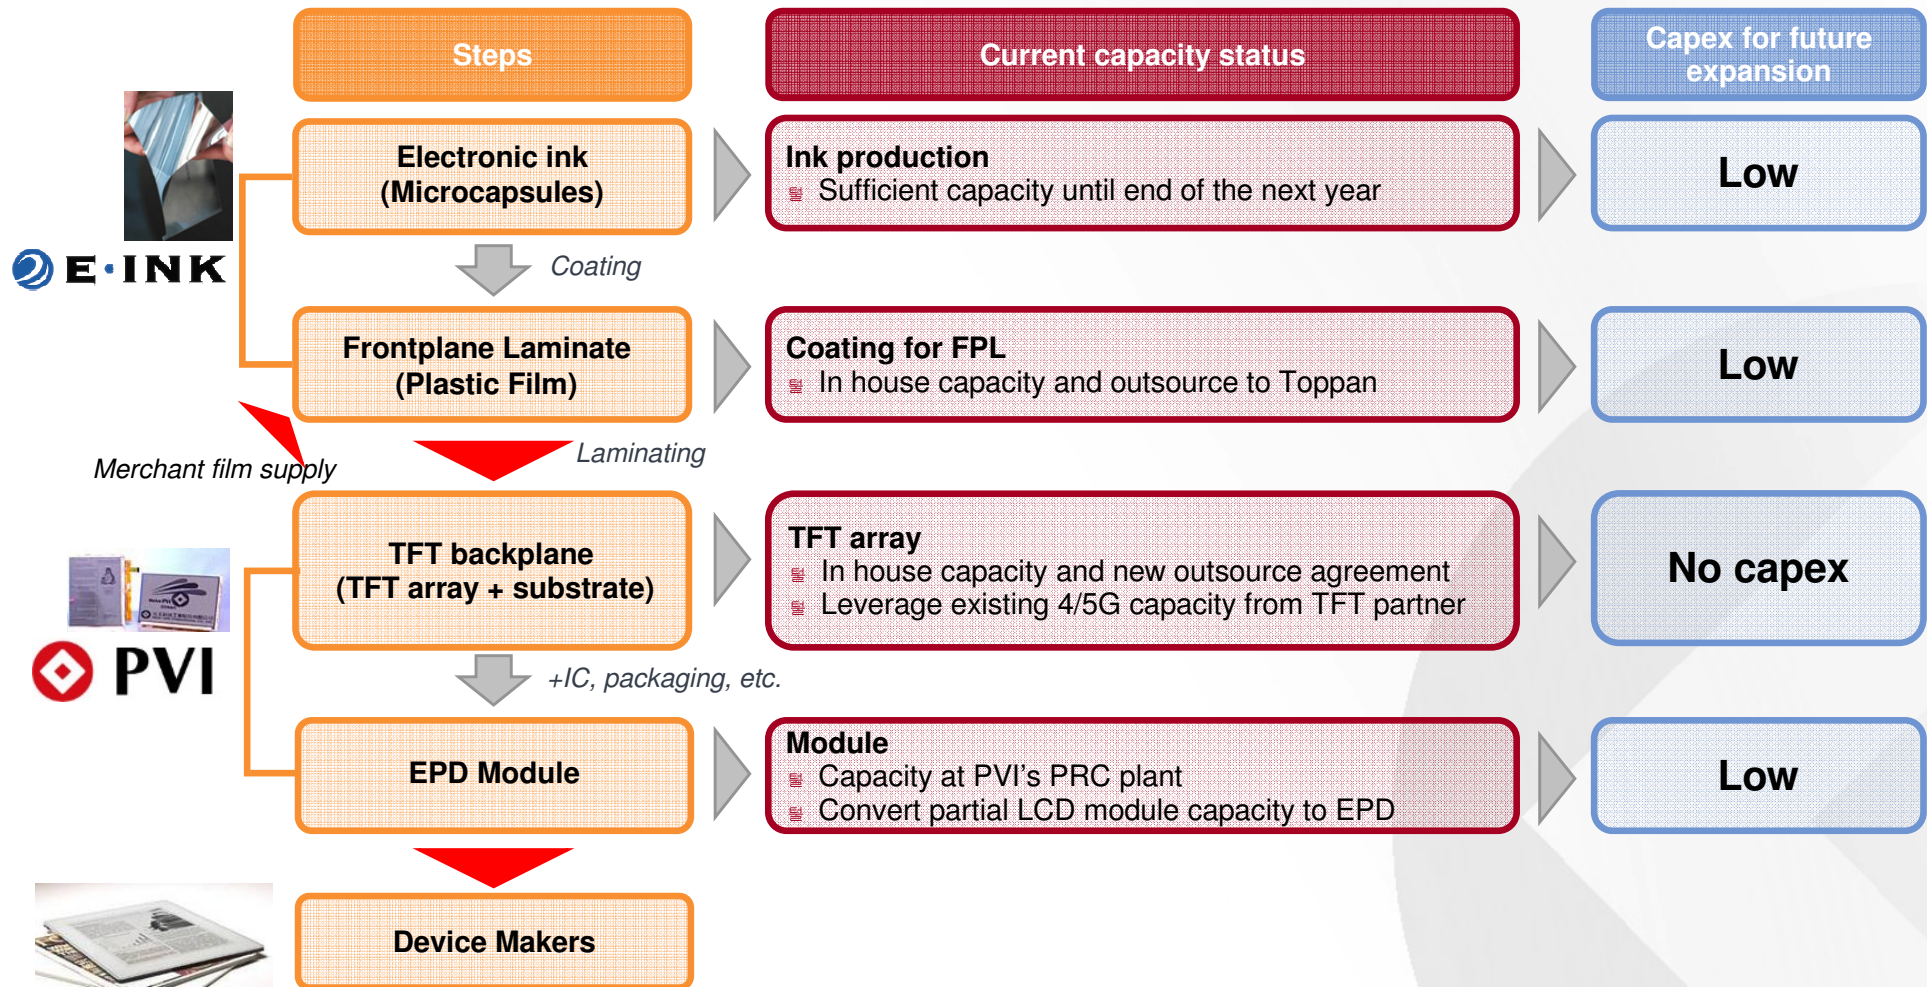 Steps
Current capacity status
Capex for future
expansion
Electronic ink
(Microcapsules)
Ink production
Sufficient capacity until end of the next year
Low
E·INK
Coating
Frontplane Laminate
(Plastic Film)
Coating for FPL
In house capacity and outsource to Toppan
Low
Merchant film supply
Laminating
TFT backplane
(TFT array + substrate)
TFT array
In house capacity and new outsource agreement
Leverage existing 4/5G capacity from TFT partner
No capex
PVI
+IC, packaging, etc.
EPD Module
Module
Capacity at PVI's PRC plant
Convert partial LCD module capacity to EPD
Low
Device Makers